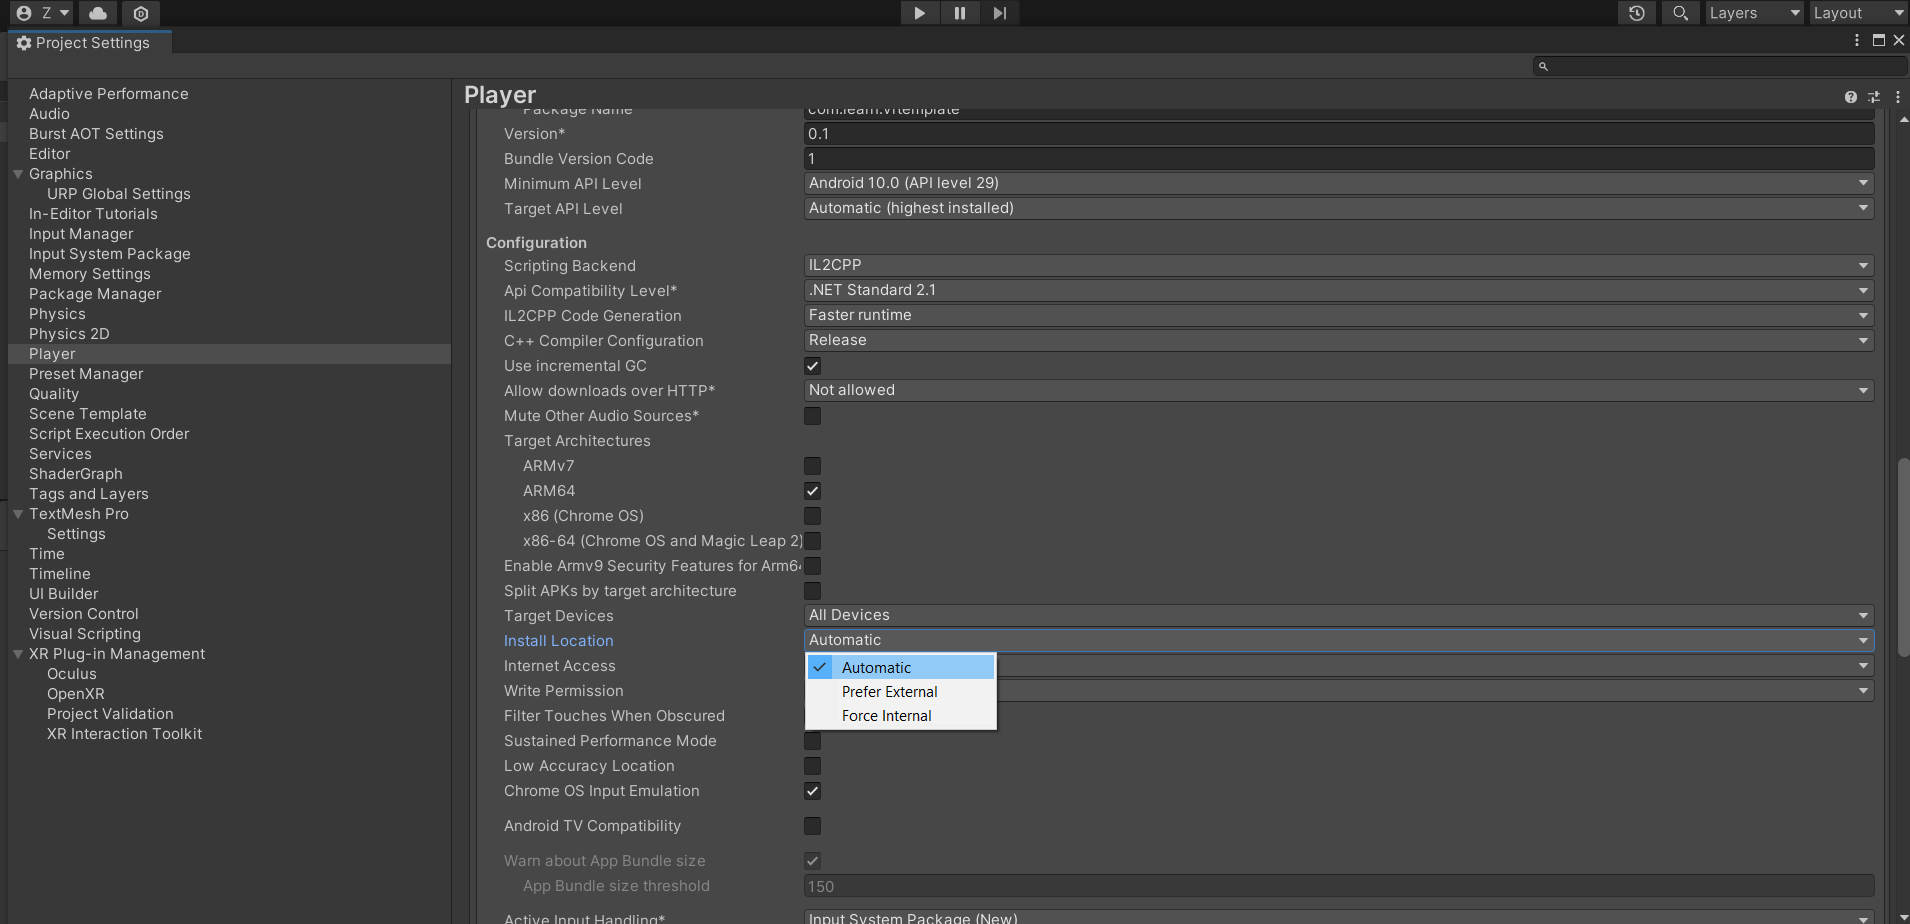 Z
Layers
Layout
Project Settings
Adaptive Performance
Audio
Burst AOT Settings
Editor
Graphics
URP Global Settings
In-Editor Tutorials
Input Manager
Input System Package
Memory Settings
Package Manager
Physics
Physics 2D
Player
Preset Manager
Quality
Scene Template
Script Execution Order
Services
ShaderGraph
Tags and Layers
TextMesh Pro
Settings
Time
Timeline
UI Builder
Version Control
Visual Scripting
XR Plug-in Management
Oculus
OpenXR
Project Validation
XR Interaction Toolkit
Player
Package Name com.learn.vrtemplate
Version* 0.1
Bundle Version Code 1
Minimum API Level Android 10.0 (API level 29)
Target API Level Automatic (highest installed)
Configuration
Scripting Backend IL2CPP
Api Compatibility Level* .NET Standard 2.1
IL2CPP Code Generation Faster runtime
C++ Compiler Configuration Release
Use incremental GC
Allow downloads over HTTP* Not allowed
Mute Other Audio Sources*
Target Architectures
ARMv7
ARM64
x86 (Chrome OS)
x86-64 (Chrome OS and Magic Leap 2)
Enable Armv9 Security Features for Arm64
Split APKs by target architecture
Target Devices All Devices
Install Location Automatic
Internet Access
Automatic
Write Permission
Prefer External
Filter Touches When Obscured
Force Internal
Sustained Performance Mode
Low Accuracy Location
Chrome OS Input Emulation
Android TV Compatibility
Warn about App Bundle size
App Bundle size threshold 150
Active Input Handling* Input System Package (New)